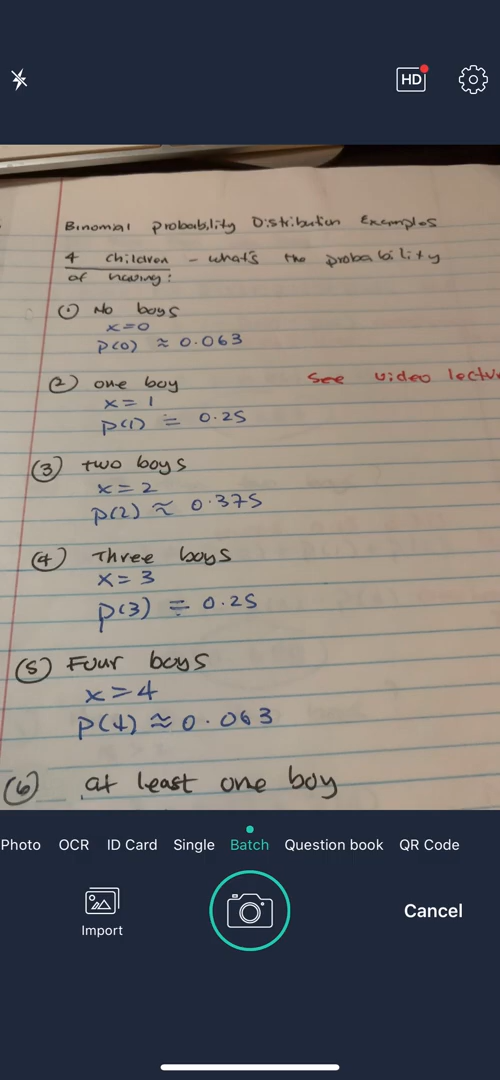 HD
Binomial Probability Distribution Examples
4 children - what's the probability
of having:
(1) No boys
x=0
P(0) ≈ 0.063
(2) one boy
See video lectu
x= 1
P(1) = 0.25
(3) two boys
x= 2
P(2) ≈ 0.375
(4) Three boys
x= 3
P(3) = 0.25
(5) Four boys
x=4
P(4) ≈ 0.063
(6) at least one boy
Photo OCR ID Card Single Batch Question book QR Code
Import
Cancel